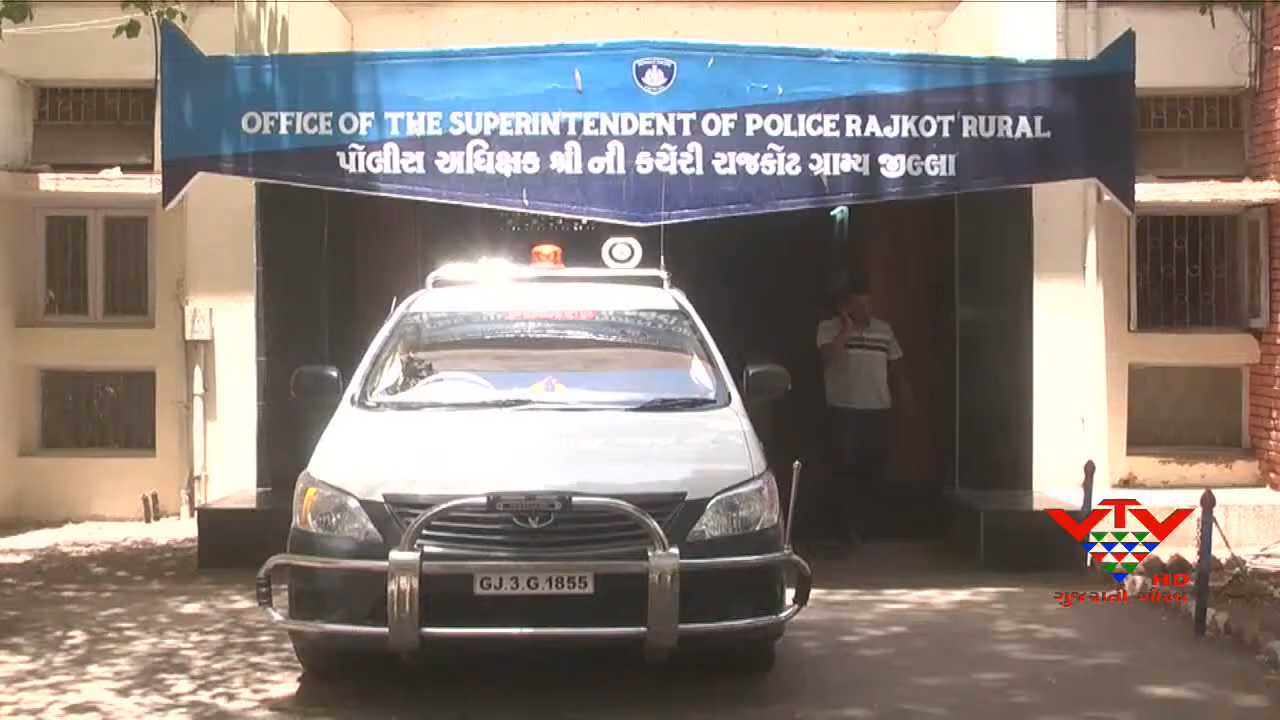 OFFICE OF THE SUPERINTENDENT OF POLICE RAJKOT RURAL
પોલીસ અધિક્ષક શ્રી ની કચેરી રાજકોટ ગ્રામ્ય જીલ્લા
GJ.3.G.1855
VTV
HD
ગુજરાતી ગૌરવ